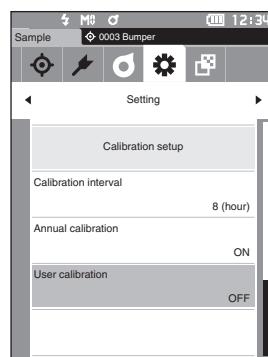 M0 12:34
Sample 0003 Bumper
Setting
Calibration setup
Calibration interval
8 (hour)
Annual calibration
ON
User calibration
OFF